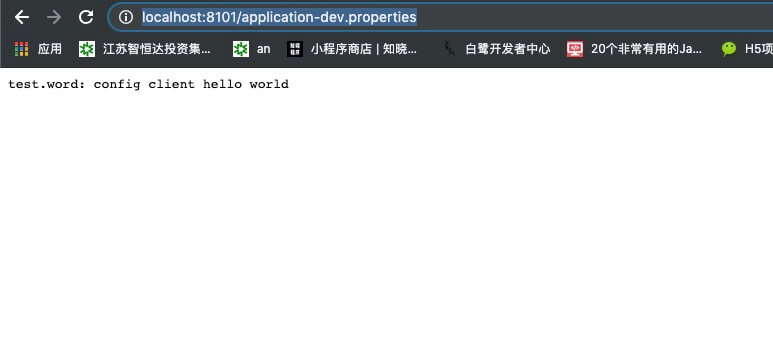 localhost:8101/application-dev.properties
应用 江苏智恒达投资集... an 小程序商店 | 知晓... 白鹭开发者中心 20个非常有用的Ja... H5项
test.word: config client hello world